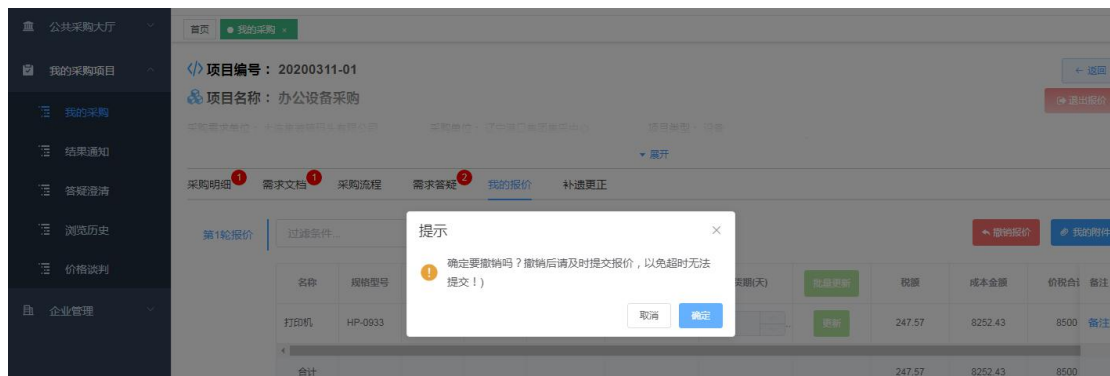 公共采购大厅
首页
我的采购 ×
我的采购项目
项目编号： 20200311-01
← 返回
我的采购
项目名称： 办公设备采购
退出报价
结果通知
展开
答疑澄清
采购明细 1
需求文档 1
采购流程
需求答疑 2
我的报价
补遗更正
浏览历史
第1轮报价
过滤条件...
提示
撤销报价
我的附件
价格谈判
确定要撤销吗？撤销后请及时提交报价，以免超时无法
提交！)
名称
规格型号
(天)
批量更新
税额
成本金额
价税合计
备注
企业管理
取消
确定
打印机
HP-0933
更新
247.57
8252.43
8500
备注
合计
247.57
8252.43
8500